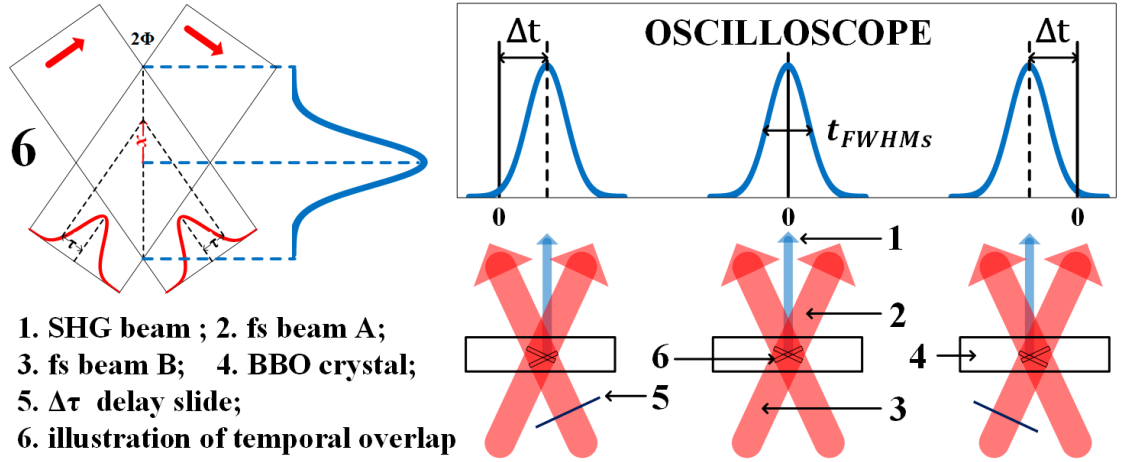 2Φ
6
τ
τ
OSCILLOSCOPE
Δt
Δt
t_FWHMs
0
0
0
1
2
6
4
5
3
1. SHG beam ; 2. fs beam A;
3. fs beam B; 4. BBO crystal;
5. Δτ delay slide;
6. illustration of temporal overlap